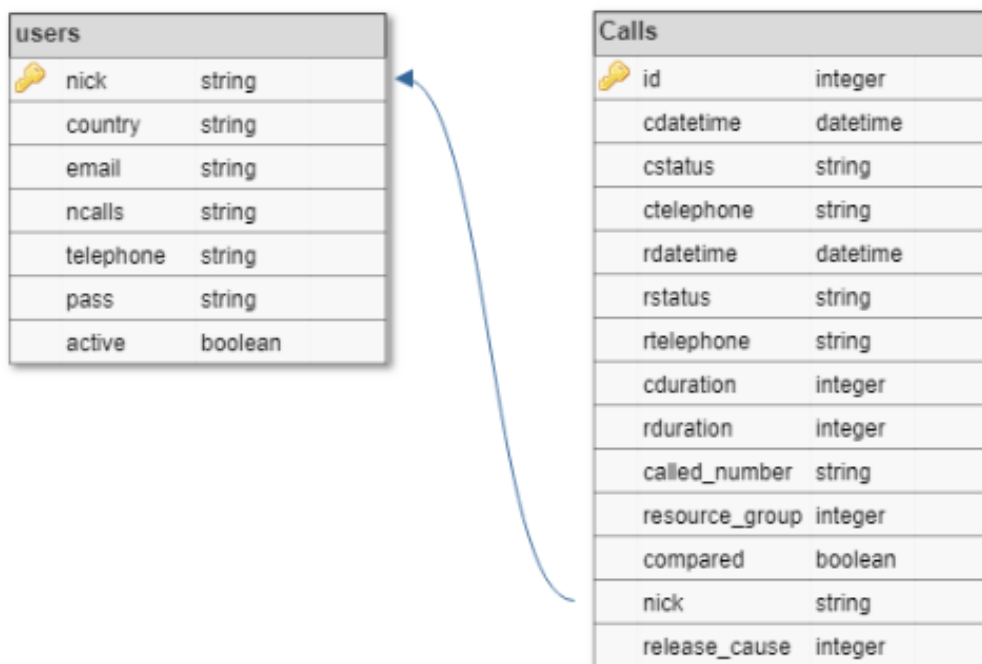 users
nick string
country string
email string
ncalls string
telephone string
pass string
active boolean
Calls
id integer
cdatetime datetime
cstatus string
ctelephone string
rdatetime datetime
rstatus string
rtelephone string
cduration integer
rduration integer
called_number string
resource_group integer
compared boolean
nick string
release_cause integer